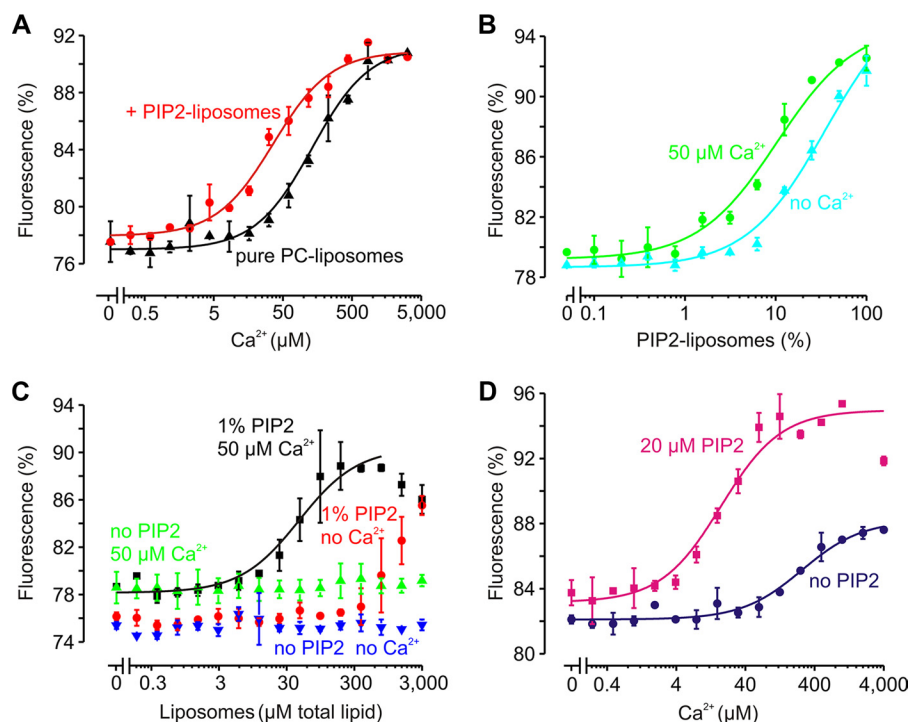 A
94
92
88
84
80
76
Fluorescence (%)
+ PIP2-liposomes
pure PC-liposomes
0 0.5 5 50 500 5,000
Ca²⁺ (µM)
B
94
90
86
82
78
Fluorescence (%)
50 µM Ca²⁺
no Ca²⁺
0 0.1 1 10 100
PIP2-liposomes (%)
C
94
90
86
82
78
74
Fluorescence (%)
1% PIP2
50 µM Ca²⁺
no PIP2
50 µM Ca²⁺
1% PIP2
no Ca²⁺
no PIP2 no Ca²⁺
0 0.3 3 30 300 3,000
Liposomes (µM total lipid)
D
96
92
88
84
80
Fluorescence (%)
20 µM PIP2
no PIP2
0 0.4 4 40 400 4,000
Ca²⁺ (µM)